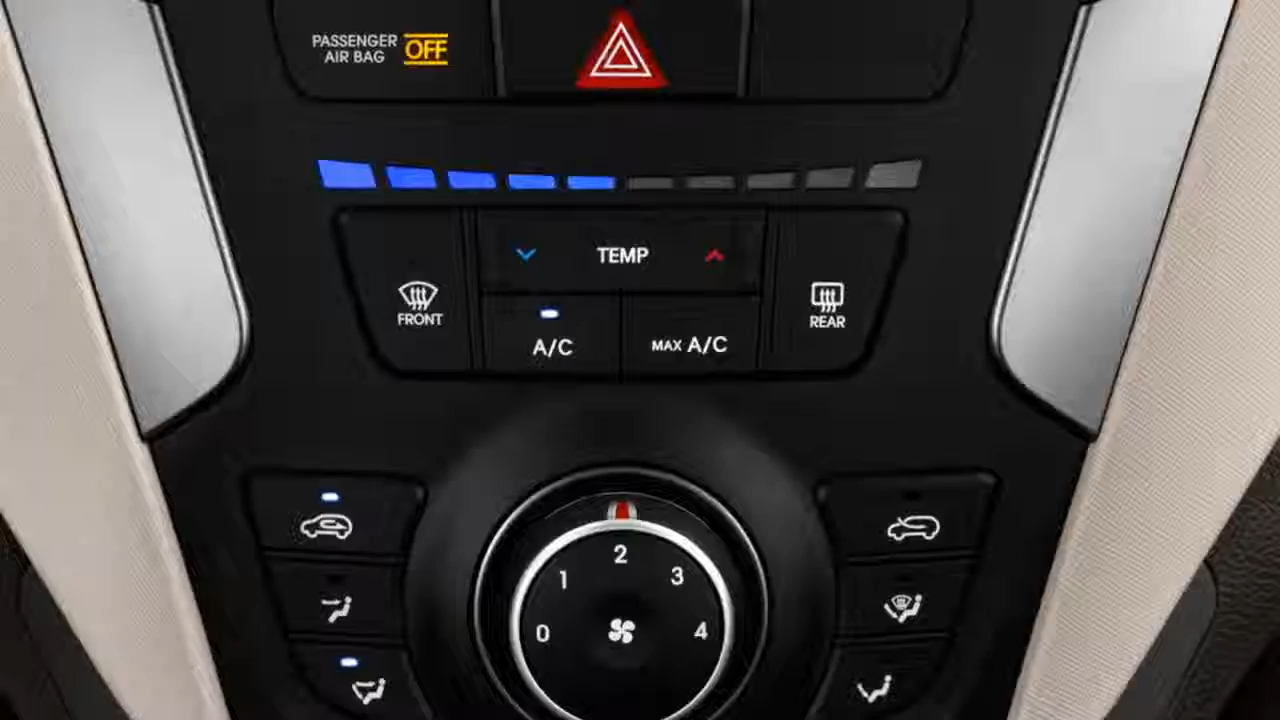 PASSENGER
AIR BAG OFF
TEMP
FRONT
REAR
A/C
MAX A/C
2
1
3
0
4